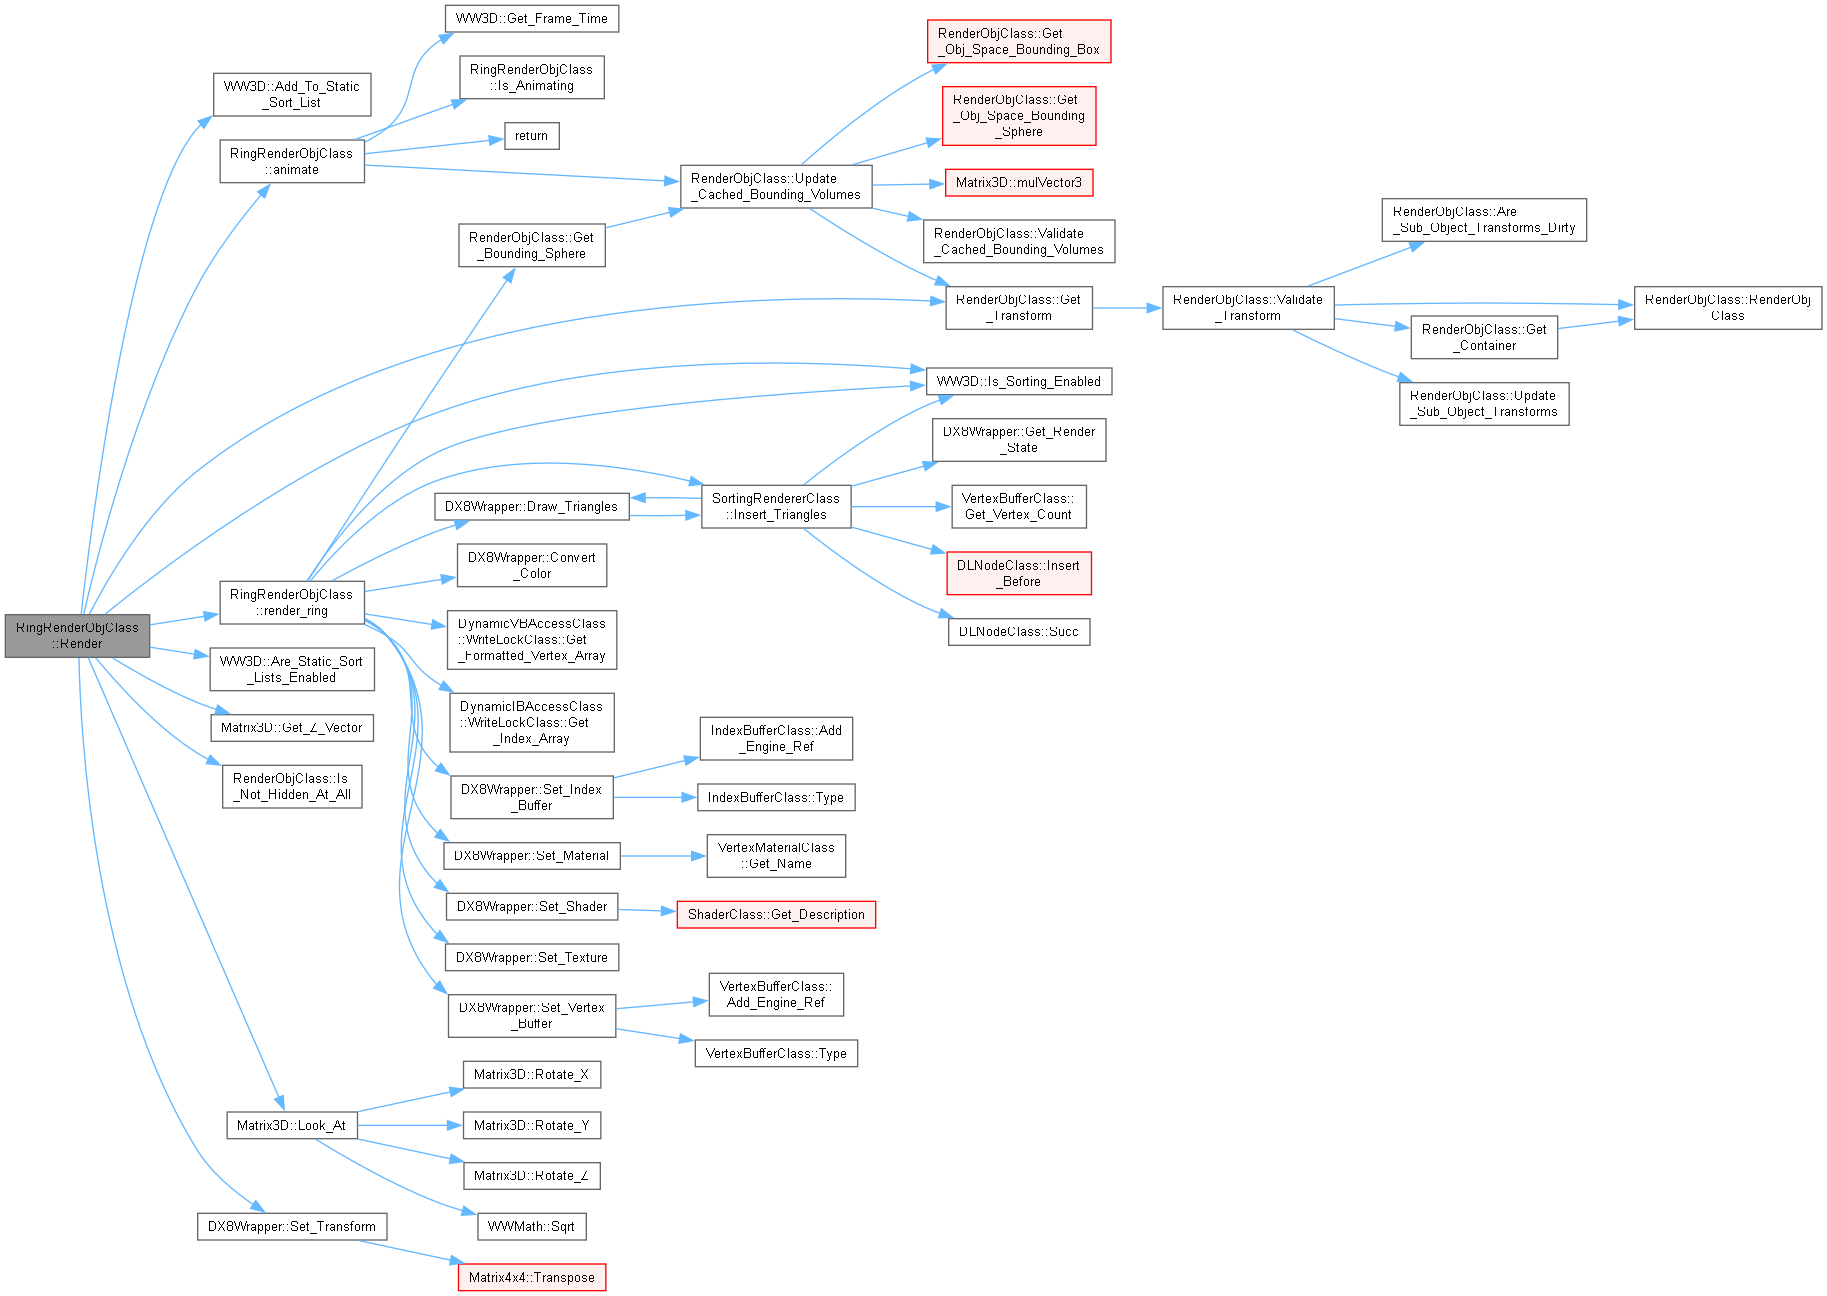 WW3D::Get_Frame_Time
RenderObjClass::Get
_Obj_Space_Bounding_Box
RingRenderObjClass
::Is_Animating
WW3D::Add_To_Static
_Sort_List
RenderObjClass::Get
_Obj_Space_Bounding
_Sphere
return
RingRenderObjClass
::animate
RenderObjClass::Update
_Cached_Bounding_Volumes
Matrix3D::mulVector3
RenderObjClass::Get
_Bounding_Sphere
RenderObjClass::Validate
_Cached_Bounding_Volumes
RenderObjClass::Are
_Sub_Object_Transforms_Dirty
RenderObjClass::Get
_Transform
RenderObjClass::Validate
_Transform
RenderObjClass::RenderObj
Class
RenderObjClass::Get
_Container
WW3D::Is_Sorting_Enabled
RenderObjClass::Update
_Sub_Object_Transforms
DX8Wrapper::Get_Render
_State
DX8Wrapper::Draw_Triangles
SortingRendererClass
::Insert_Triangles
VertexBufferClass::
Get_Vertex_Count
DX8Wrapper::Convert
_Color
DLNodeClass::Insert
_Before
RingRenderObjClass
::render_ring
DynamicVBAccessClass
::WriteLockClass::Get
_Formatted_Vertex_Array
DLNodeClass::Succ
RingRenderObjClass
::Render
WW3D::Are_Static_Sort
_Lists_Enabled
Matrix3D::Get_Z_Vector
DynamicIBAccessClass
::WriteLockClass::Get
_Index_Array
IndexBufferClass::Add
_Engine_Ref
RenderObjClass::Is
_Not_Hidden_At_All
DX8Wrapper::Set_Index
_Buffer
IndexBufferClass::Type
DX8Wrapper::Set_Material
VertexMaterialClass
::Get_Name
DX8Wrapper::Set_Shader
ShaderClass::Get_Description
DX8Wrapper::Set_Texture
DX8Wrapper::Set_Vertex
_Buffer
VertexBufferClass::
Add_Engine_Ref
VertexBufferClass::Type
Matrix3D::Rotate_X
Matrix3D::Look_At
Matrix3D::Rotate_Y
Matrix3D::Rotate_Z
DX8Wrapper::Set_Transform
WWMath::Sqrt
Matrix4x4::Transpose